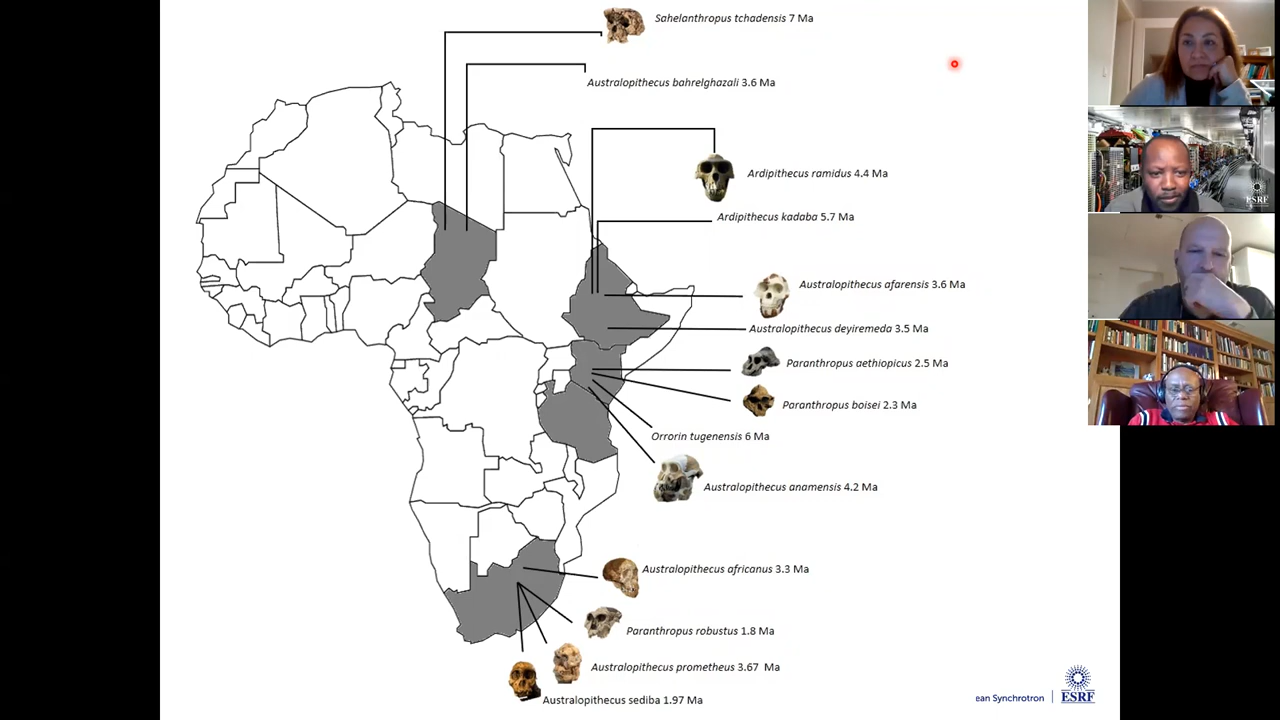 Sahelanthropus tchadensis 7 Ma
Australopithecus bahrelghazali 3.6 Ma
Ardipithecus ramidus 4.4 Ma
Ardipithecus kadaba 5.7 Ma
ESRF
Australopithecus afarensis 3.6 Ma
Australopithecus deyiremeda 3.5 Ma
Paranthropus aethiopicus 2.5 Ma
Paranthropus boisei 2.3 Ma
Orrorin tugenensis 6 Ma
Australopithecus anamensis 4.2 Ma
Australopithecus africanus 3.3 Ma
Paranthropus robustus 1.8 Ma
Australopithecus prometheus 3.67 Ma
Australopithecus sediba 1.97 Ma
ean Synchrotron
ESRF